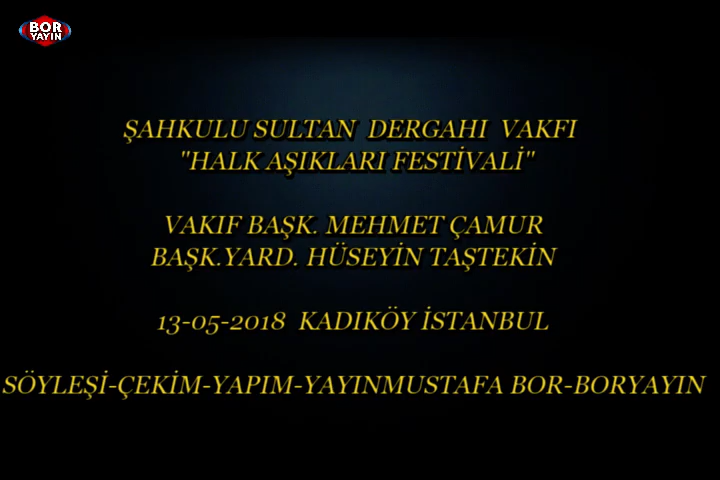 BOR
YAYIN
ŞAHKULU SULTAN DERGAHI VAKFI
"HALK AŞIKLARI FESTİVALİ"
VAKIF BAŞK. MEHMET ÇAMUR
BAŞK.YARD. HÜSEYİN TAŞTEKİN
13-05-2018 KADIKÖY İSTANBUL
SÖYLEŞİ-ÇEKİM-YAPIM-YAYINMUSTAFA BOR-BORYAYIN